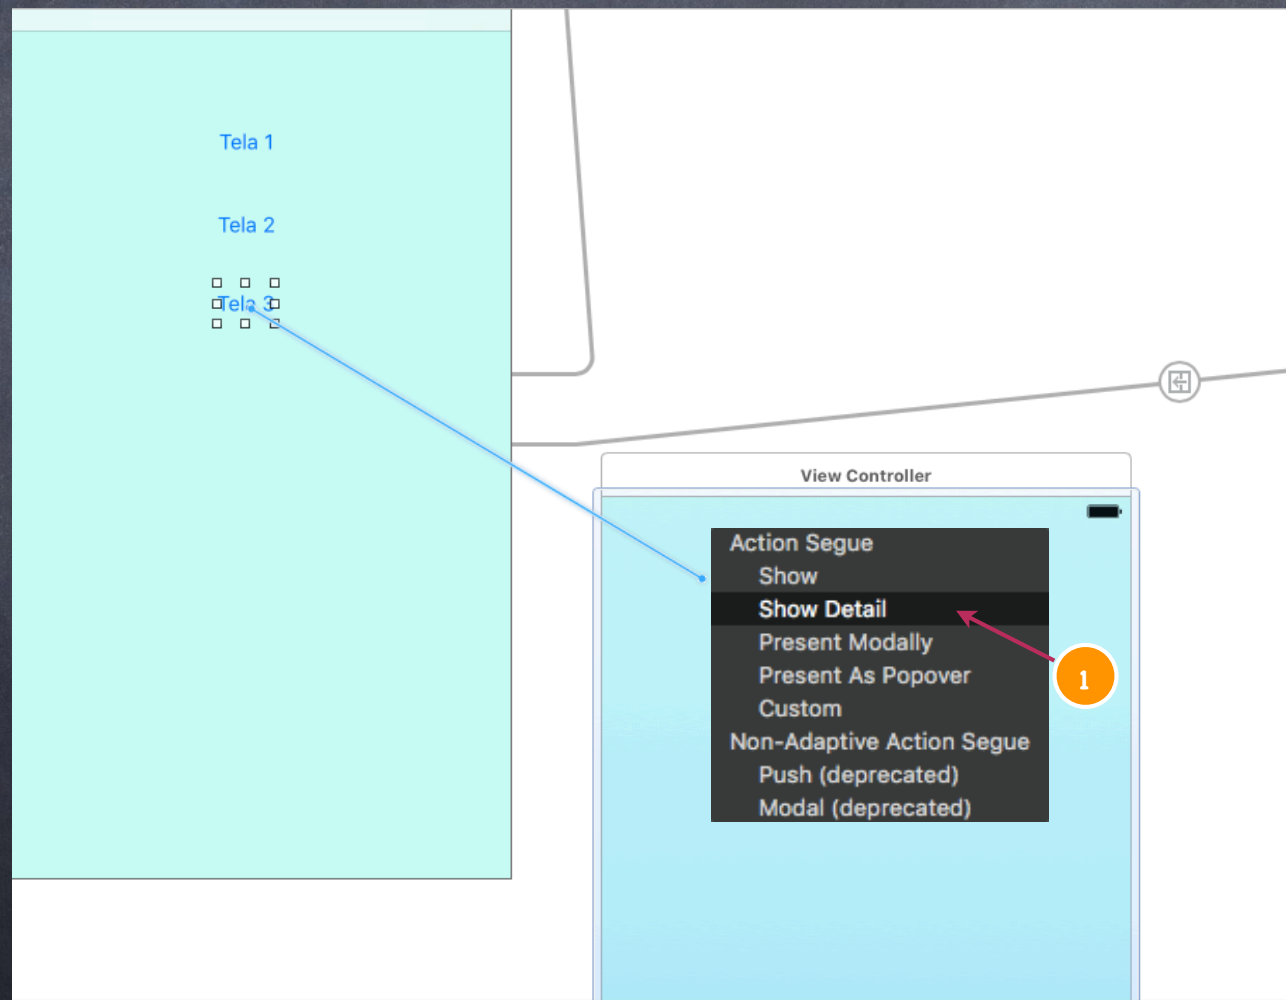 Tela 1
Tela 2
Tela 3
View Controller
Action Segue
Show
Show Detail
Present Modally
Present As Popover
Custom
Non-Adaptive Action Segue
Push (deprecated)
Modal (deprecated)
1